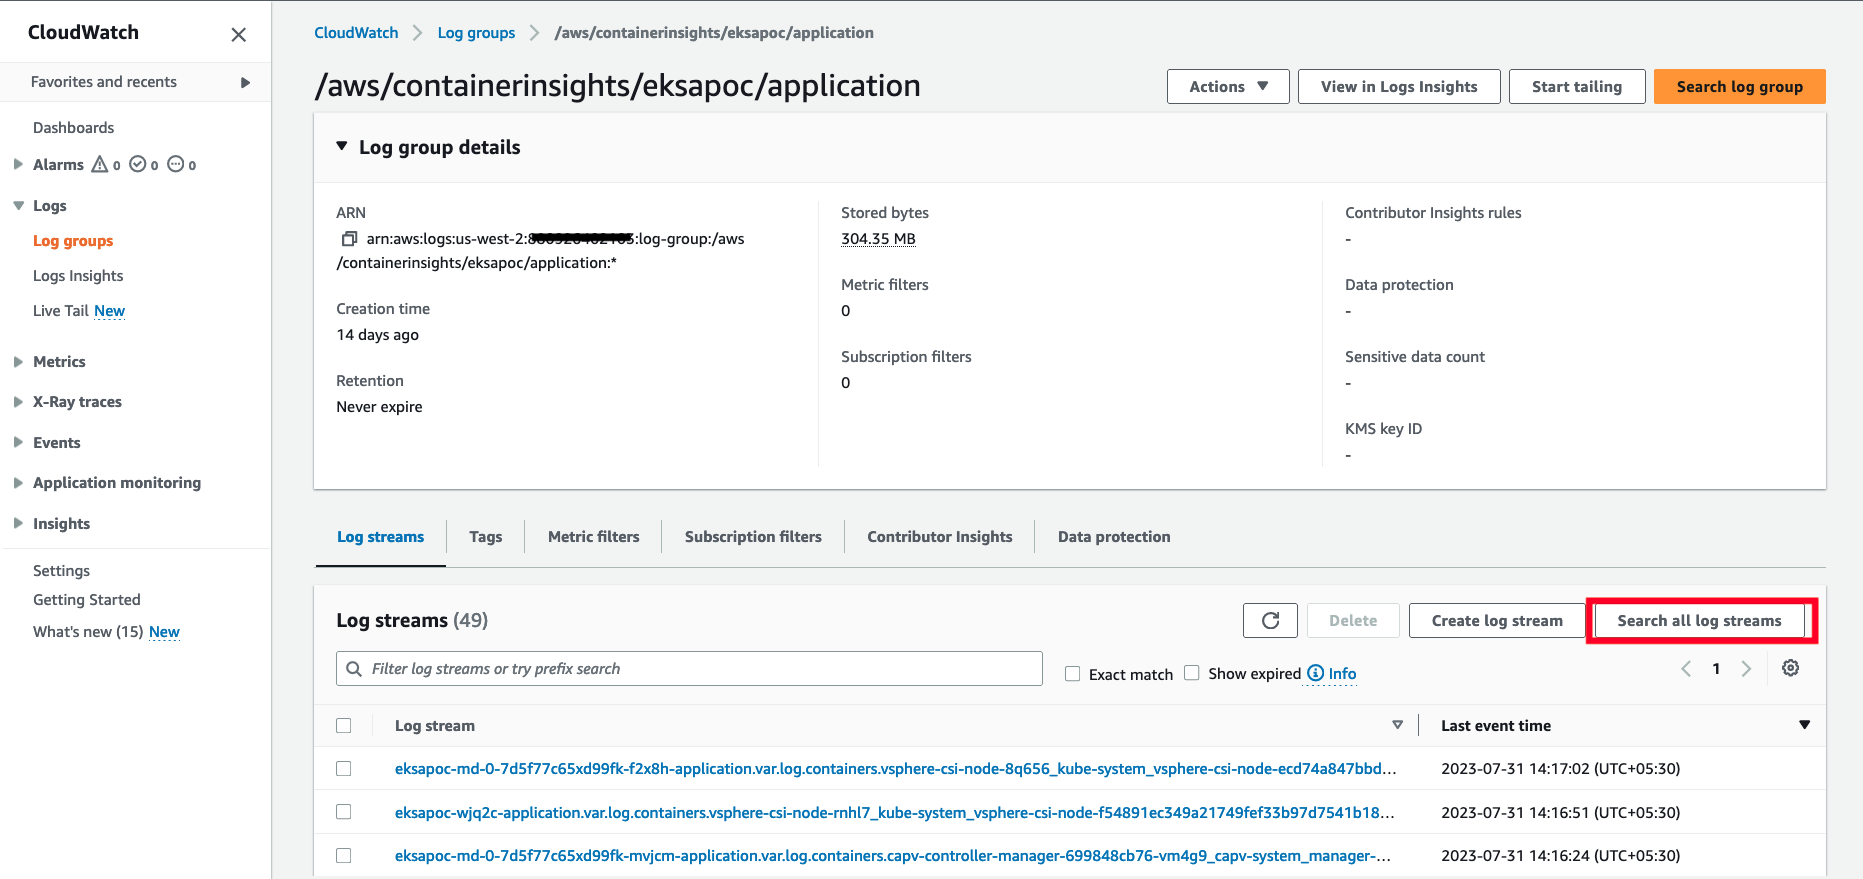 CloudWatch
Favorites and recents
Dashboards
Alarms 0 0 0
Logs
Log groups
Logs Insights
Live Tail New
Metrics
X-Ray traces
Events
Application monitoring
Insights
Settings
Getting Started
What's new (15) New
CloudWatch Log groups /aws/containerinsights/eksapoc/application
/aws/containerinsights/eksapoc/application
Actions View in Logs Insights Start tailing Search log group
Log group details
ARN
arn:aws:logs:us-west-2: :log-group:/aws
/containerinsights/eksapoc/application:*
Creation time
14 days ago
Retention
Never expire
Stored bytes
304.35 MB
Metric filters
0
Subscription filters
0
Contributor Insights rules
-
Data protection
-
Sensitive data count
-
KMS key ID
-
Log streams Tags Metric filters Subscription filters Contributor Insights Data protection
Log streams (49)
Delete Create log stream Search all log streams
Filter log streams or try prefix search
Exact match Show expired Info
1
Log stream Last event time
eksapoc-md-0-7d5f77c65xd99fk-f2x8h-application.var.log.containers.vsphere-csi-node-8q656_kube-system_vsphere-csi-node-ecd74a847bbd... 2023-07-31 14:17:02 (UTC+05:30)
eksapoc-wjq2c-application.var.log.containers.vsphere-csi-node-rnhl7_kube-system_vsphere-csi-node-f54891ec349a21749fef33b97d7541b18... 2023-07-31 14:16:51 (UTC+05:30)
eksapoc-md-0-7d5f77c65xd99fk-mvjcm-application.var.log.containers.capv-controller-manager-699848cb76-vm4g9_capv-system_manager-... 2023-07-31 14:16:24 (UTC+05:30)